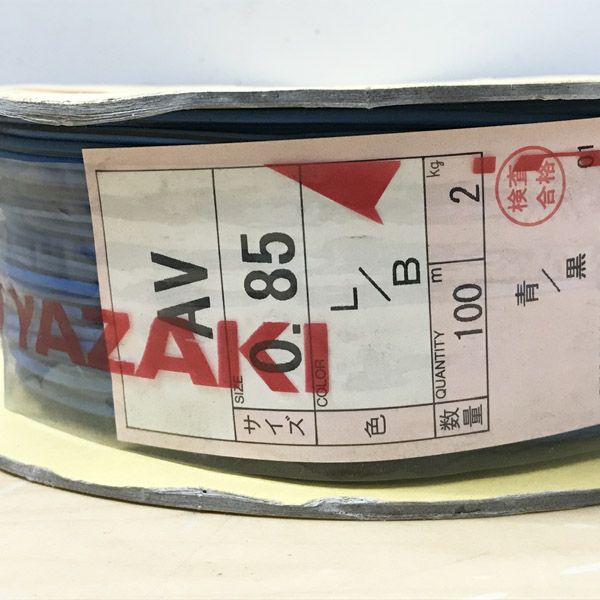 YAZAKI
AV
サイズ
SIZE
0.85
色
COLOR
L/B
数量
QUANTITY
100 m
2 kg
検査
合格
青/黒
01